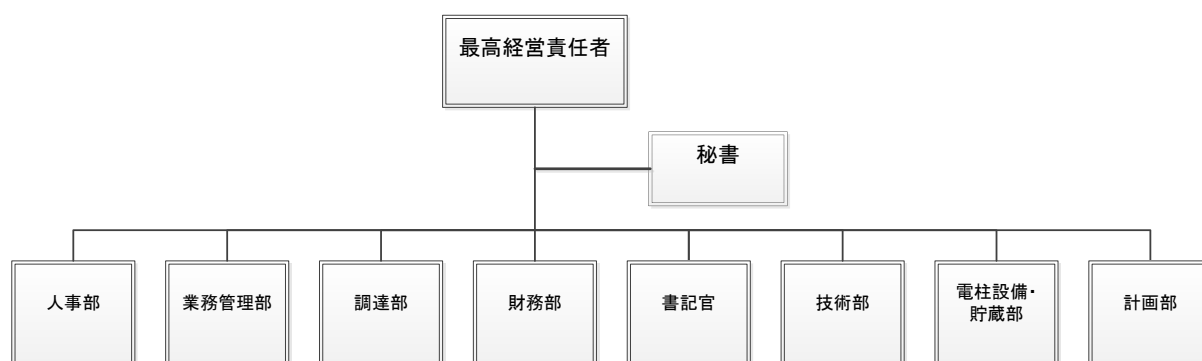 最高経営責任者
秘書
人事部
業務管理部
調達部
財務部
書記官
技術部
電柱設備・
貯蔵部
計画部